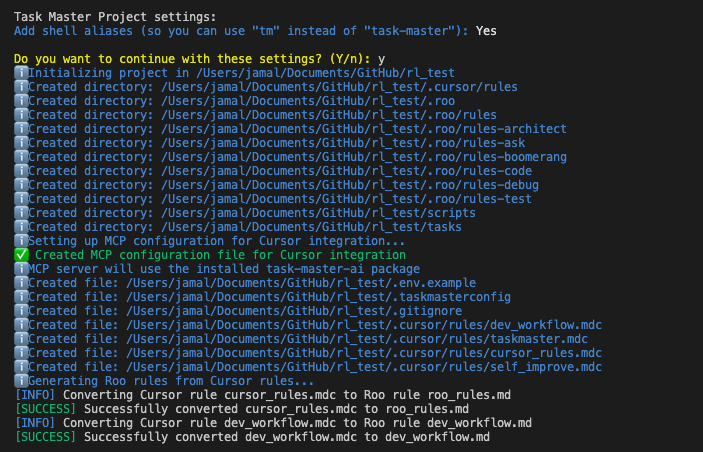 Task Master Project settings:
Add shell aliases (so you can use "tm" instead of "task-master"): Yes
Do you want to continue with these settings? (Y/n): y
ℹ️Initializing project in /Users/jamal/Documents/GitHub/rl_test
ℹ️Created directory: /Users/jamal/Documents/GitHub/rl_test/.cursor/rules
ℹ️Created directory: /Users/jamal/Documents/GitHub/rl_test/.roo
ℹ️Created directory: /Users/jamal/Documents/GitHub/rl_test/.roo/rules
ℹ️Created directory: /Users/jamal/Documents/GitHub/rl_test/.roo/rules-architect
ℹ️Created directory: /Users/jamal/Documents/GitHub/rl_test/.roo/rules-ask
ℹ️Created directory: /Users/jamal/Documents/GitHub/rl_test/.roo/rules-boomerang
ℹ️Created directory: /Users/jamal/Documents/GitHub/rl_test/.roo/rules-code
ℹ️Created directory: /Users/jamal/Documents/GitHub/rl_test/.roo/rules-debug
ℹ️Created directory: /Users/jamal/Documents/GitHub/rl_test/.roo/rules-test
ℹ️Created directory: /Users/jamal/Documents/GitHub/rl_test/scripts
ℹ️Created directory: /Users/jamal/Documents/GitHub/rl_test/tasks
ℹ️Setting up MCP configuration for Cursor integration...
✅ Created MCP configuration file for Cursor integration
ℹ️MCP server will use the installed task-master-ai package
ℹ️Created file: /Users/jamal/Documents/GitHub/rl_test/.env.example
ℹ️Created file: /Users/jamal/Documents/GitHub/rl_test/.taskmasterconfig
ℹ️Created file: /Users/jamal/Documents/GitHub/rl_test/.gitignore
ℹ️Created file: /Users/jamal/Documents/GitHub/rl_test/.cursor/rules/dev_workflow.mdc
ℹ️Created file: /Users/jamal/Documents/GitHub/rl_test/.cursor/rules/taskmaster.mdc
ℹ️Created file: /Users/jamal/Documents/GitHub/rl_test/.cursor/rules/cursor_rules.mdc
ℹ️Created file: /Users/jamal/Documents/GitHub/rl_test/.cursor/rules/self_improve.mdc
ℹ️Generating Roo rules from Cursor rules...
[INFO] Converting Cursor rule cursor_rules.mdc to Roo rule roo_rules.md
[SUCCESS] Successfully converted cursor_rules.mdc to roo_rules.md
[INFO] Converting Cursor rule dev_workflow.mdc to Roo rule dev_workflow.md
[SUCCESS] Successfully converted dev_workflow.mdc to dev_workflow.md